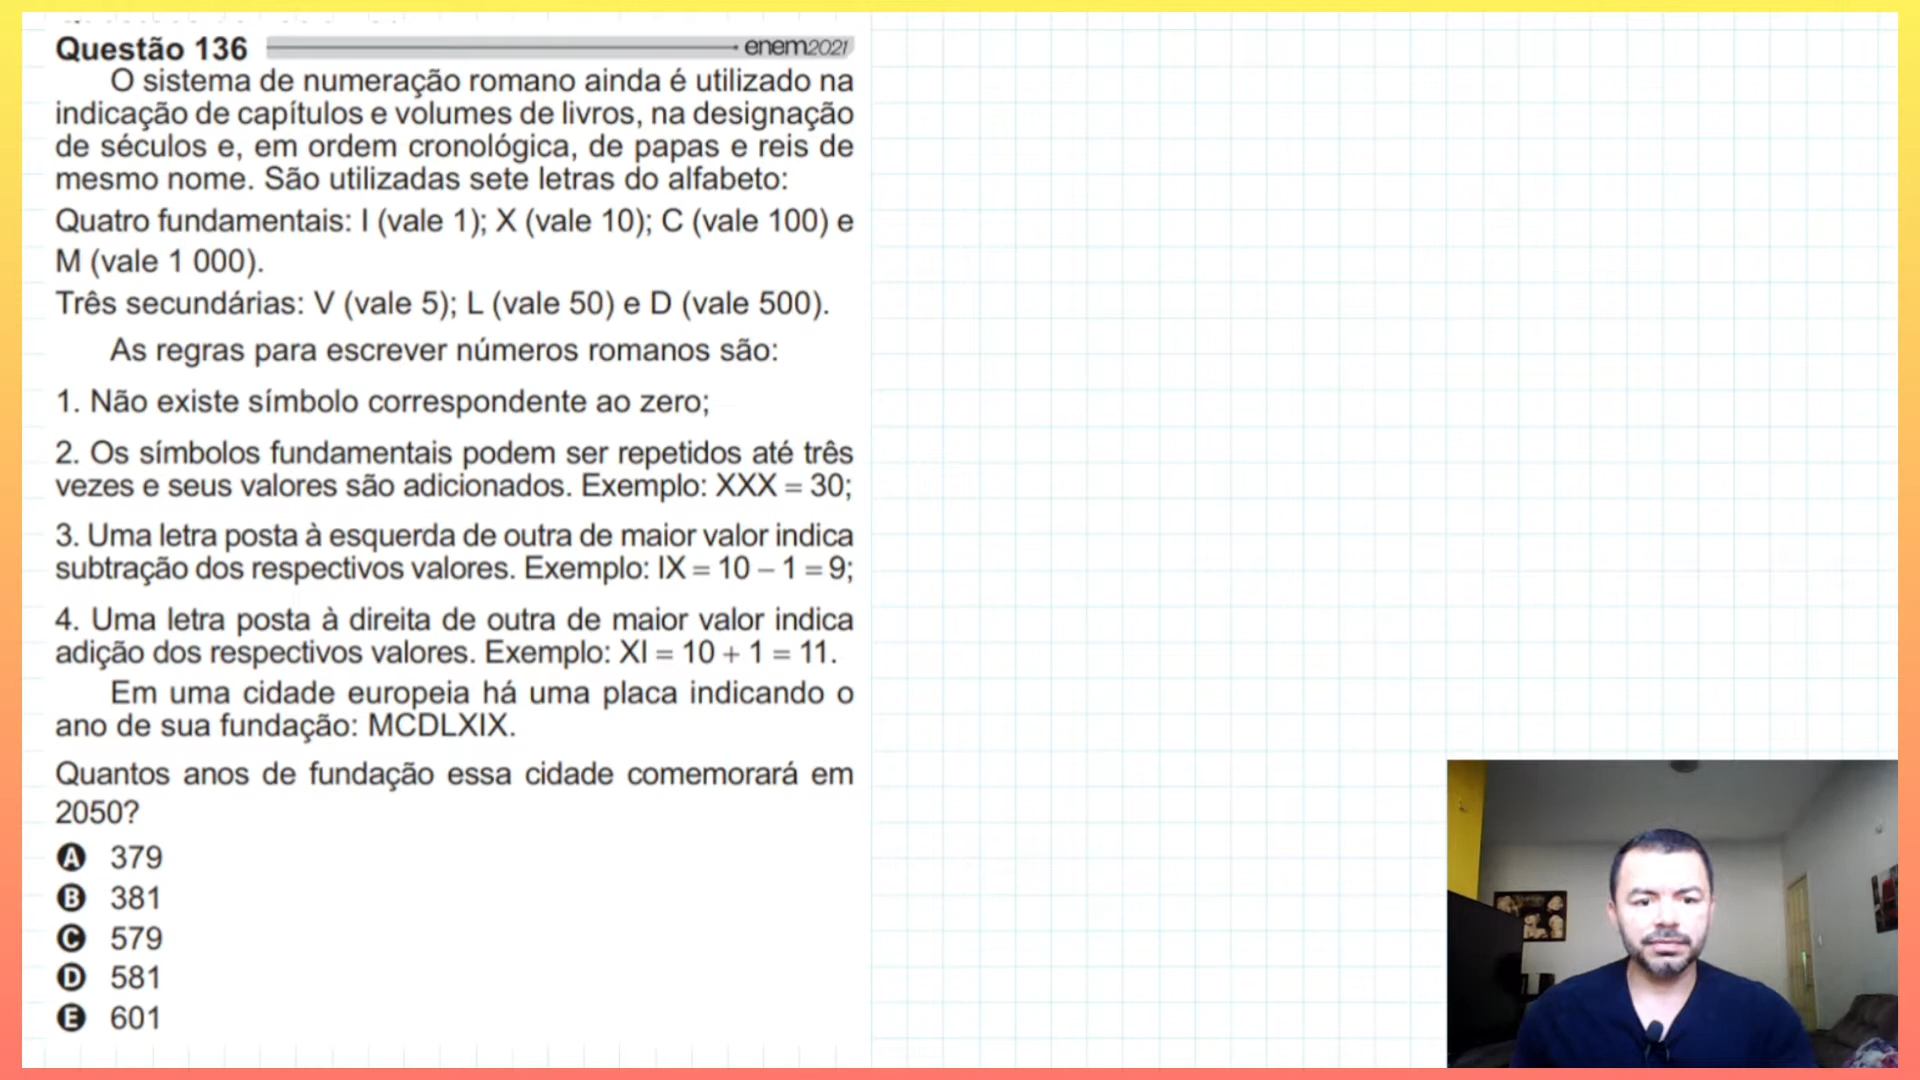 Questão 136 enem2021
O sistema de numeração romano ainda é utilizado na
indicação de capítulos e volumes de livros, na designação
de séculos e, em ordem cronológica, de papas e reis de
mesmo nome. São utilizadas sete letras do alfabeto:
Quatro fundamentais: I (vale 1); X (vale 10); C (vale 100) e
M (vale 1 000).
Três secundárias: V (vale 5); L (vale 50) e D (vale 500).
As regras para escrever números romanos são:
1. Não existe símbolo correspondente ao zero;
2. Os símbolos fundamentais podem ser repetidos até três
vezes e seus valores são adicionados. Exemplo: XXX = 30;
3. Uma letra posta à esquerda de outra de maior valor indica
subtração dos respectivos valores. Exemplo: IX = 10 – 1 = 9;
4. Uma letra posta à direita de outra de maior valor indica
adição dos respectivos valores. Exemplo: XI = 10 + 1 = 11.
Em uma cidade europeia há uma placa indicando o
ano de sua fundação: MCDLXIX.
Quantos anos de fundação essa cidade comemorará em
2050?
A 379
B 381
C 579
D 581
E 601